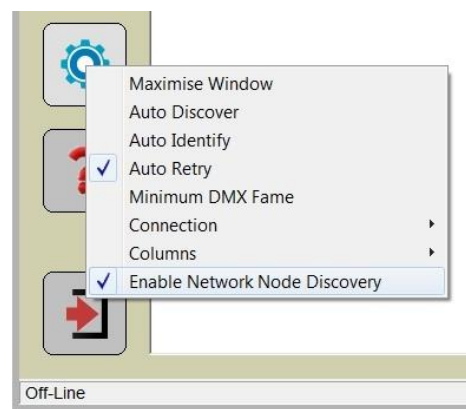 Maximise Window
Auto Discover
Auto Identify
Auto Retry
Minimum DMX Fame
Connection
Columns
Enable Network Node Discovery
Off-Line